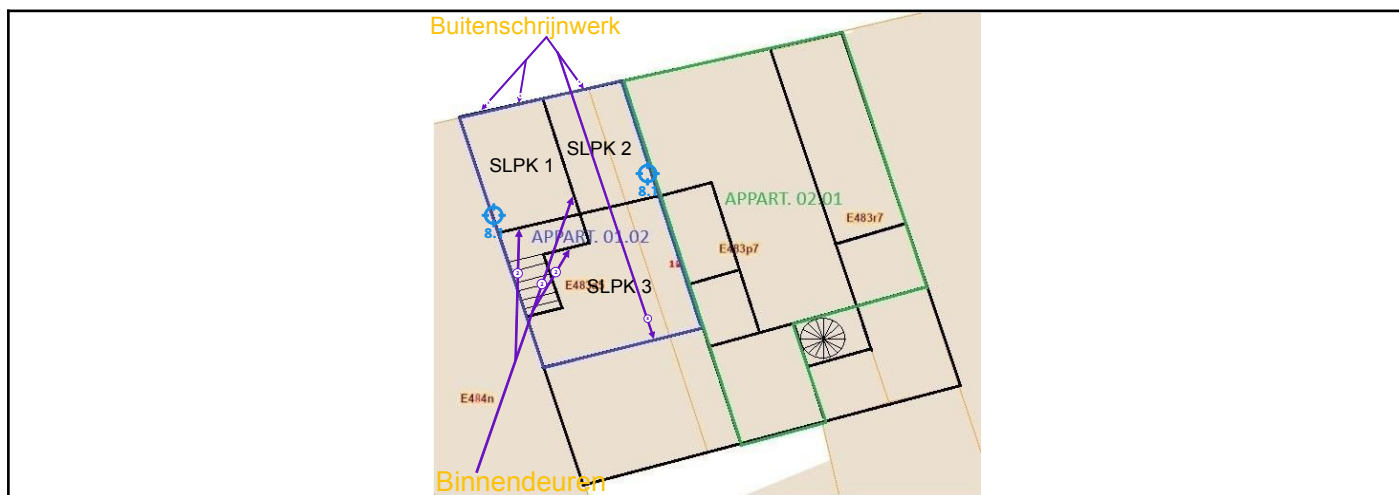 Buitenschrijnwerk
SLPK 1
SLPK 2
8.1
APPART. 02.01
8.
APPART. 01.02
E483r7
E483p7
SLPK 3
E484n
Binnendeuren